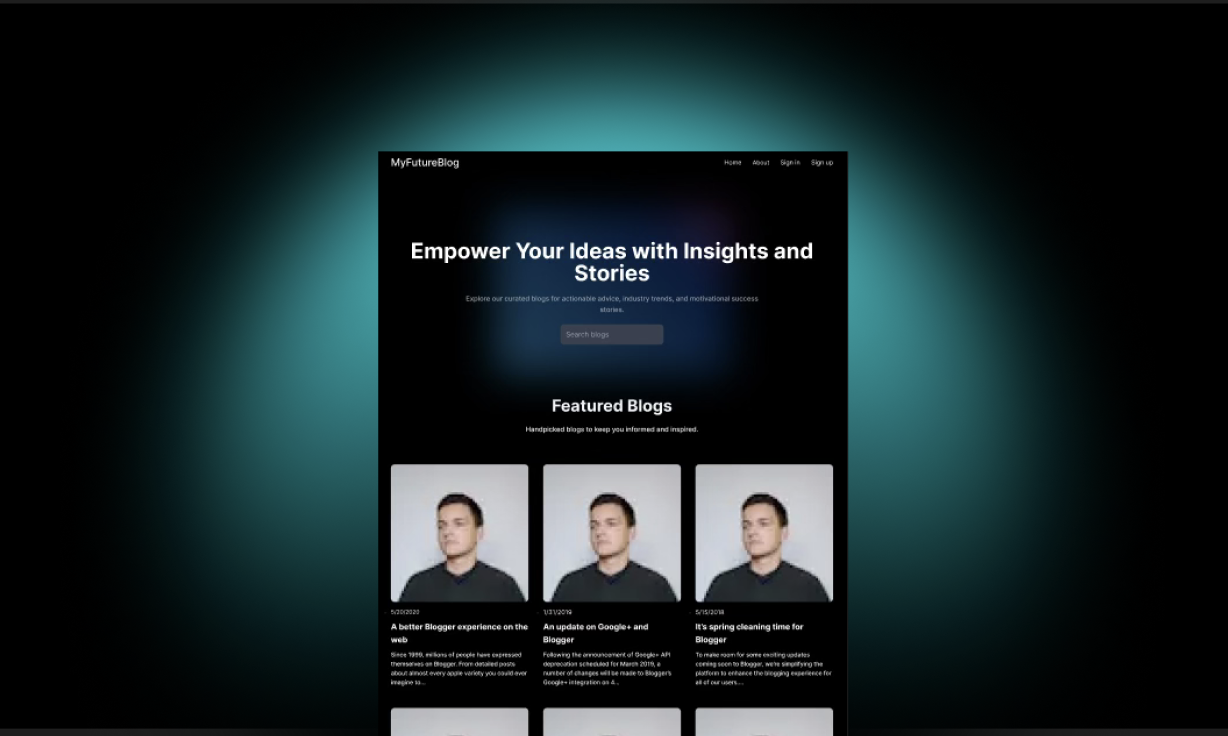 MyFutureBlog
Home About Sign in Sign up
Empower Your Ideas with Insights and
Stories
Explore our curated blogs for actionable advice, industry trends, and motivational success
stories.
Search blogs
Featured Blogs
Handpicked blogs to keep you informed and inspired.
5/20/2020
A better Blogger experience on the
web
Since 1999, millions of people have expressed
themselves on Blogger. From detailed posts
about almost every apple variety you could ever
imagine to...
1/31/2019
An update on Google+ and
Blogger
Following the announcement of Google+ API
deprecation scheduled for March 2019, a
number of changes will be made to Blogger's
Google+ integration on 4...
5/15/2018
It's spring cleaning time for
Blogger
To make room for some exciting updates
coming soon to Blogger, we're simplifying the
platform to enhance the blogging experience for
all of our users....